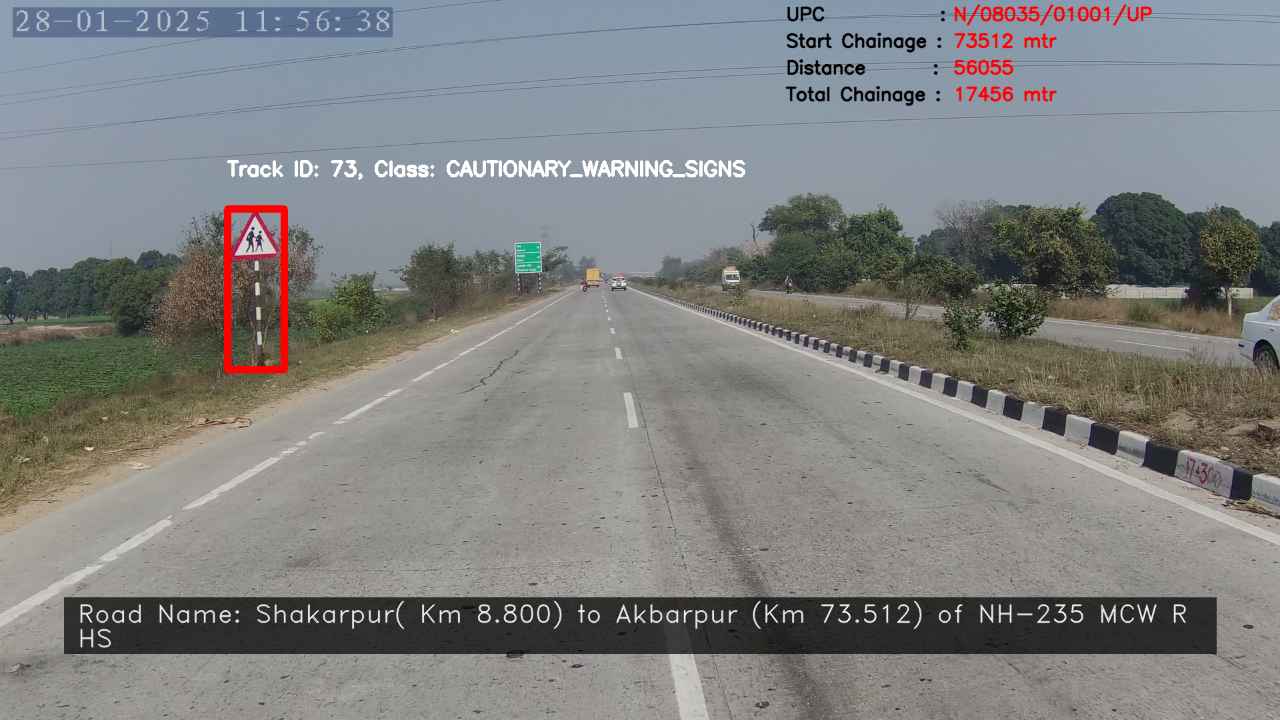 28-01-2025 11:56:38
UPC : N/08035/01001/UP
Start Chainage : 73512 mtr
Distance : 56055
Total Chainage : 17456 mtr
Track ID: 73, Class: CAUTIONARY_WARNING_SIGNS
Road Name: Shakarpur( Km 8.800) to Akbarpur (Km 73.512) of NH-235 MCW R
HS